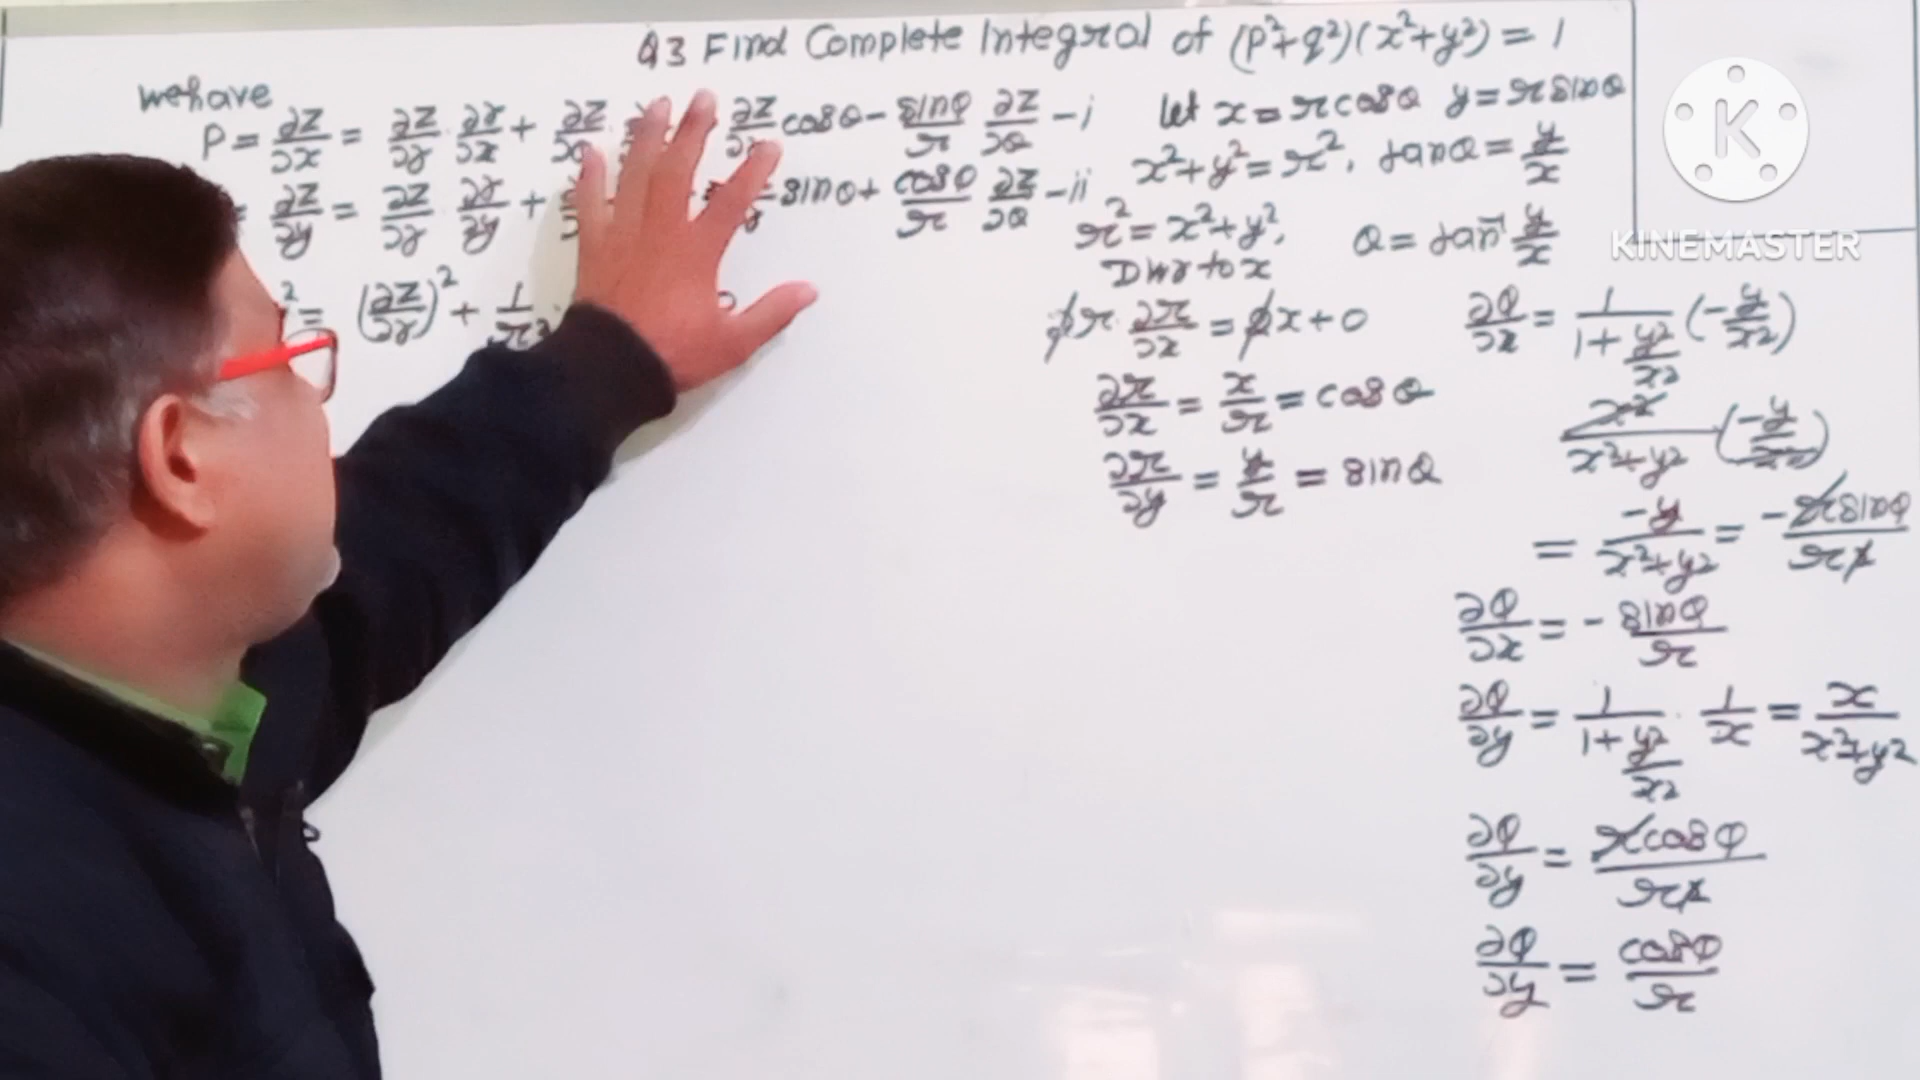 Q3 Find Complete Integral of (p²+q²)(x²+y²) = 1
we have
P = ∂z/∂x = ∂z/∂r · ∂r/∂x + ∂z/∂θ · ∂z/∂r cosθ - sinθ/r ∂z/∂θ - i
= ∂z/∂y = ∂z/∂r · ∂r/∂y + sinθ + cosθ/r ∂z/∂θ - ii
² = (∂z/∂r)² + 1/r²
let x = r cosθ y = r sinθ
x² + y² = r², tanθ = y/x
r² = x² + y², θ = tan⁻¹ y/x
D w r to x
2r · ∂r/∂x = 2x + 0
∂r/∂x = x/r = cosθ
∂r/∂y = y/r = sinθ
∂θ/∂x = 1/(1 + y²/x²) (-y/x²)
x²/(x² + y²) (-y/x²)
= -y/(x² + y²) = - r sinθ/r²
∂θ/∂x = - sinθ/r
∂θ/∂y = 1/(1 + y²/x²) · 1/x = x/(x² + y²)
∂θ/∂y = r cosθ/r²
∂θ/∂y = cosθ/r
K
KINEMASTER